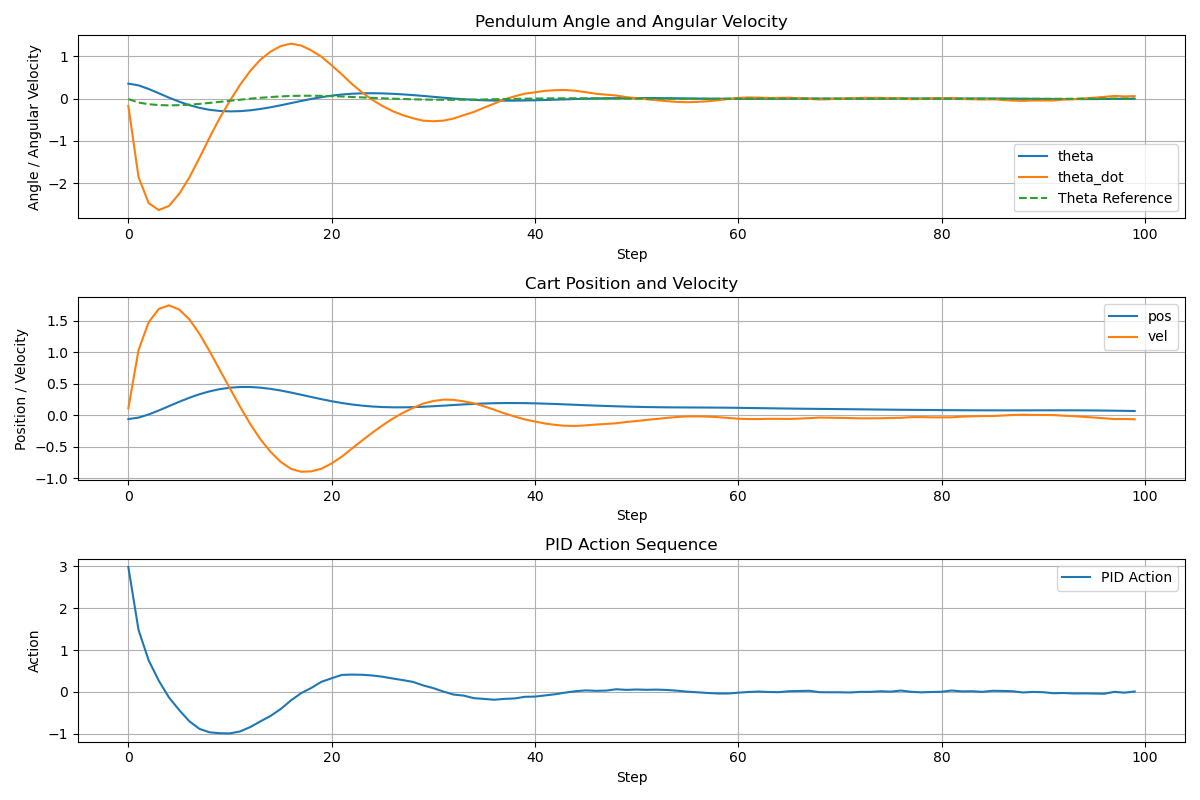 Pendulum Angle and Angular Velocity
Angle / Angular Velocity
1
0
−1
−2
theta
theta_dot
Theta Reference
0 20 40 60 80 100
Step
Cart Position and Velocity
Position / Velocity
1.5
1.0
0.5
0.0
−0.5
−1.0
pos
vel
0 20 40 60 80 100
Step
PID Action Sequence
Action
3
2
1
0
−1
PID Action
0 20 40 60 80 100
Step